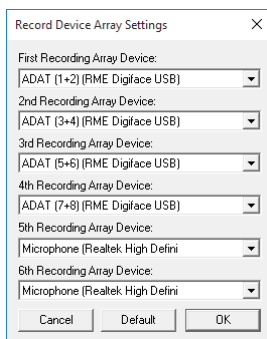 Record Device Array Settings
First Recording Array Device:
ADAT (1+2) (RME Digiface USB)
2nd Recording Array Device:
ADAT (3+4) (RME Digiface USB)
3rd Recording Array Device:
ADAT (5+6) (RME Digiface USB)
4th Recording Array Device:
ADAT (7+8) (RME Digiface USB)
5th Recording Array Device:
Microphone (Realtek High Defini
6th Recording Array Device:
Microphone (Realtek High Defini
Cancel Default OK